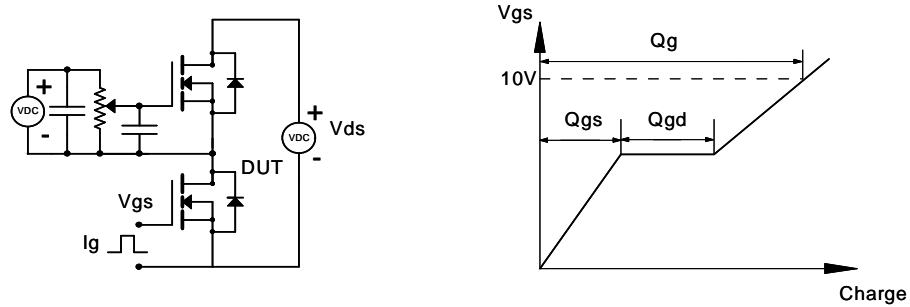 VDC
+
-
VDC
+
-
Vds
DUT
Vgs
Ig
Vgs
Qg
10V
Qgs
Qgd
Charge